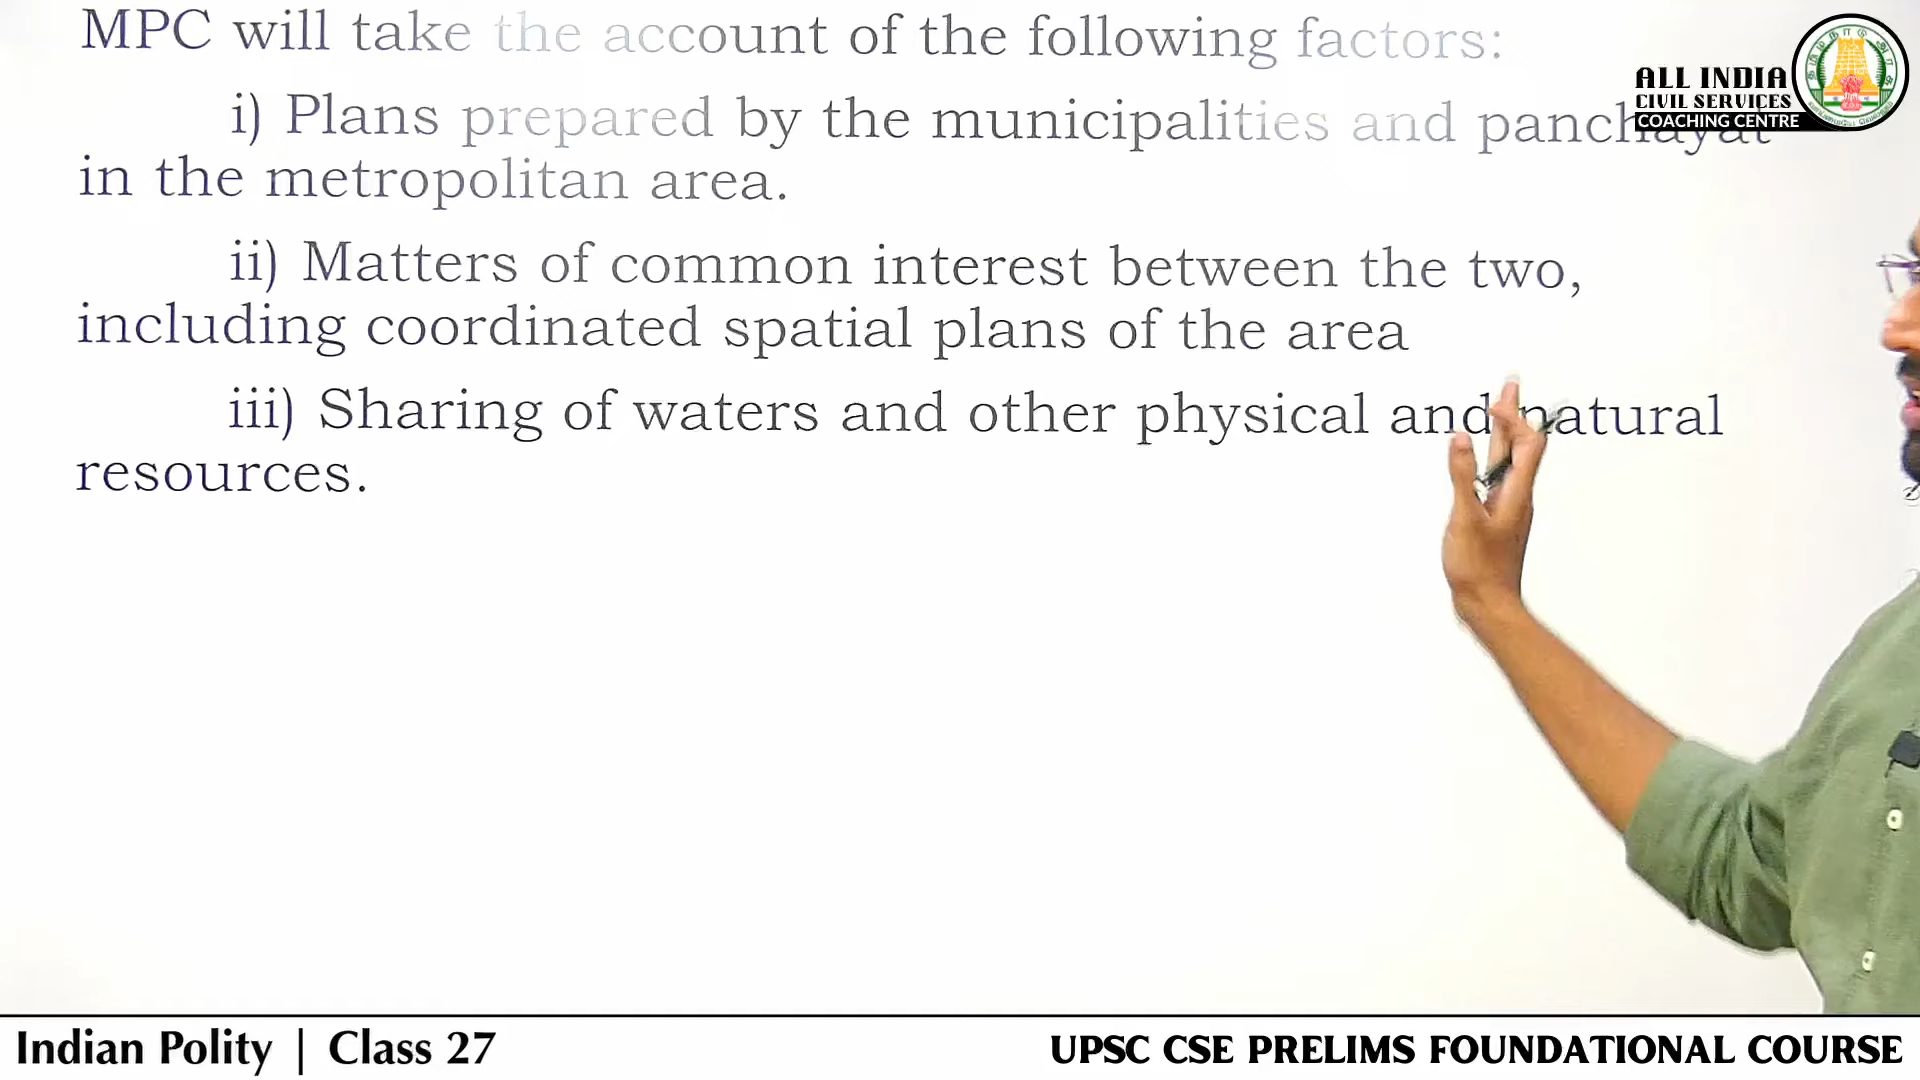 MPC will take the account of the following factors:
i) Plans prepared by the municipalities and panchayat
in the metropolitan area.
ii) Matters of common interest between the two,
including coordinated spatial plans of the area
iii) Sharing of waters and other physical and natural
resources.
ALL INDIA
CIVIL SERVICES
COACHING CENTRE
Indian Polity | Class 27
UPSC CSE PRELIMS FOUNDATIONAL COURSE